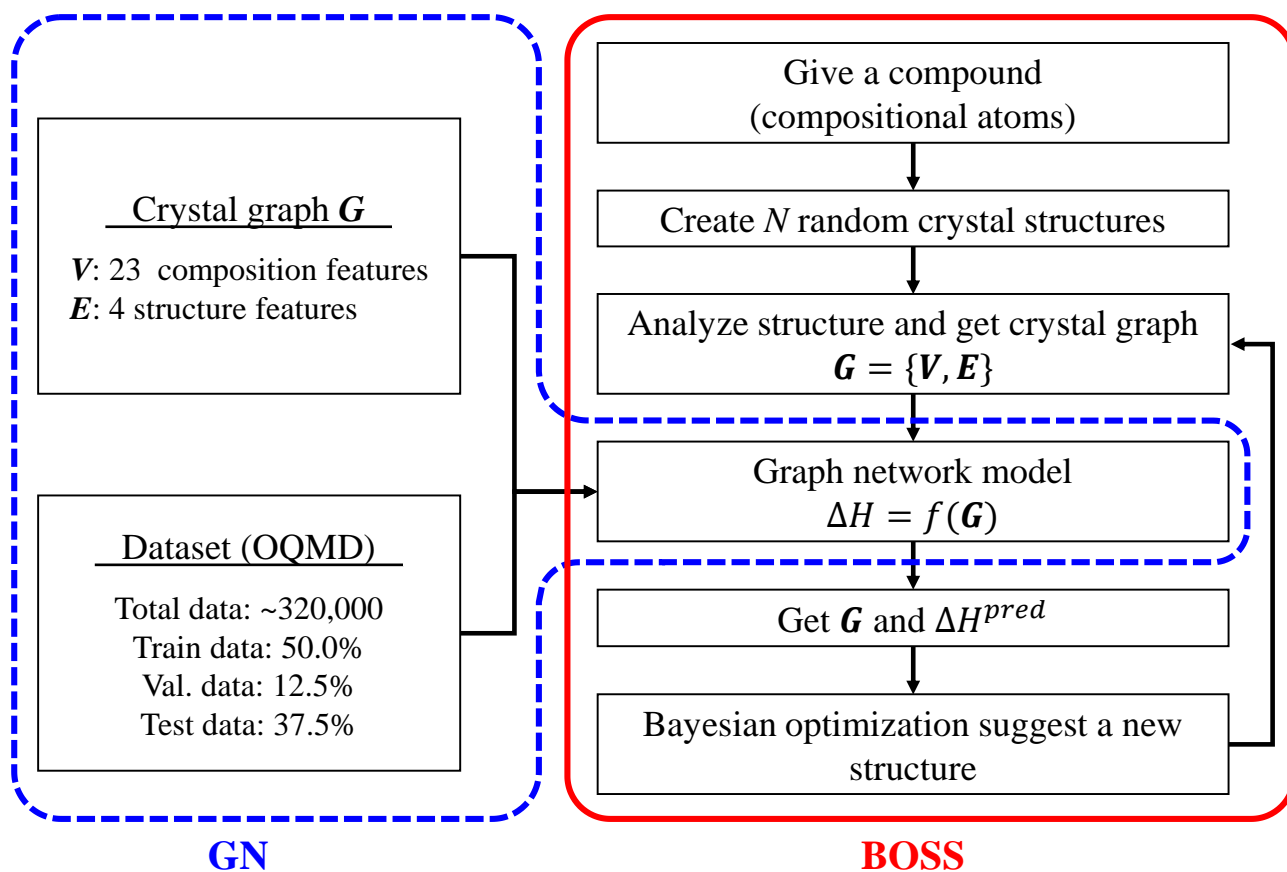 Crystal graph G
V: 23 composition features
E: 4 structure features
Dataset (OQMD)
Total data: ~320,000
Train data: 50.0%
Val. data: 12.5%
Test data: 37.5%
GN
Give a compound
(compositional atoms)
Create N random crystal structures
Analyze structure and get crystal graph
G = {V, E}
Graph network model
ΔH = f(G)
Get G and ΔH^{pred}
Bayesian optimization suggest a new
structure
BOSS